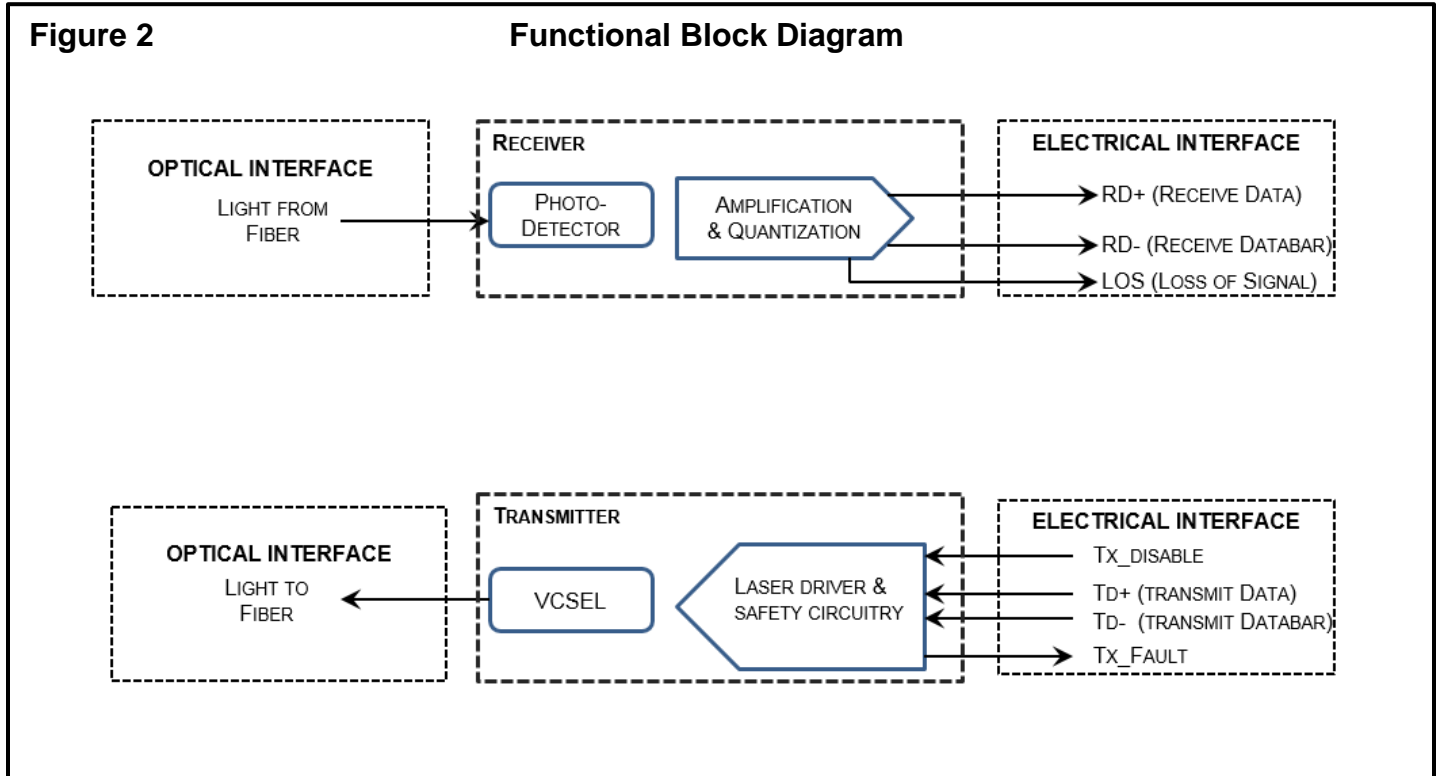 Figure 2
Functional Block Diagram
OPTICAL INTERFACE
LIGHT FROM
FIBER
RECEIVER
PHOTO-
DETECTOR
AMPLIFICATION
& QUANTIZATION
ELECTRICAL INTERFACE
RD+ (RECEIVE DATA)
RD- (RECEIVE DATABAR)
LOS (LOSS OF SIGNAL)
OPTICAL INTERFACE
LIGHT TO
FIBER
TRANSMITTER
VCSEL
LASER DRIVER &
SAFETY CIRCUITRY
ELECTRICAL INTERFACE
TX_DISABLE
TD+ (TRANSMIT DATA)
TD- (TRANSMIT DATABAR)
TX_FAULT